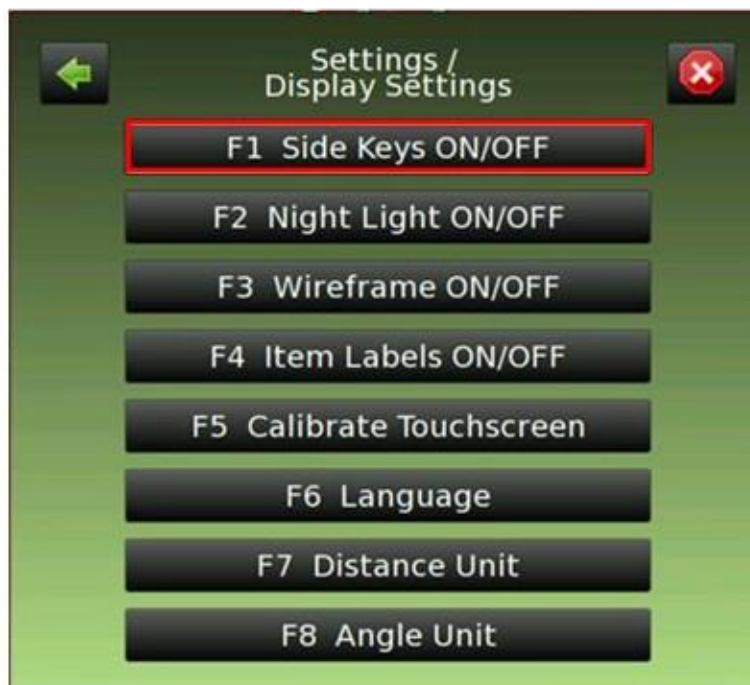 Settings /
Display Settings
F1 Side Keys ON/OFF
F2 Night Light ON/OFF
F3 Wireframe ON/OFF
F4 Item Labels ON/OFF
F5 Calibrate Touchscreen
F6 Language
F7 Distance Unit
F8 Angle Unit